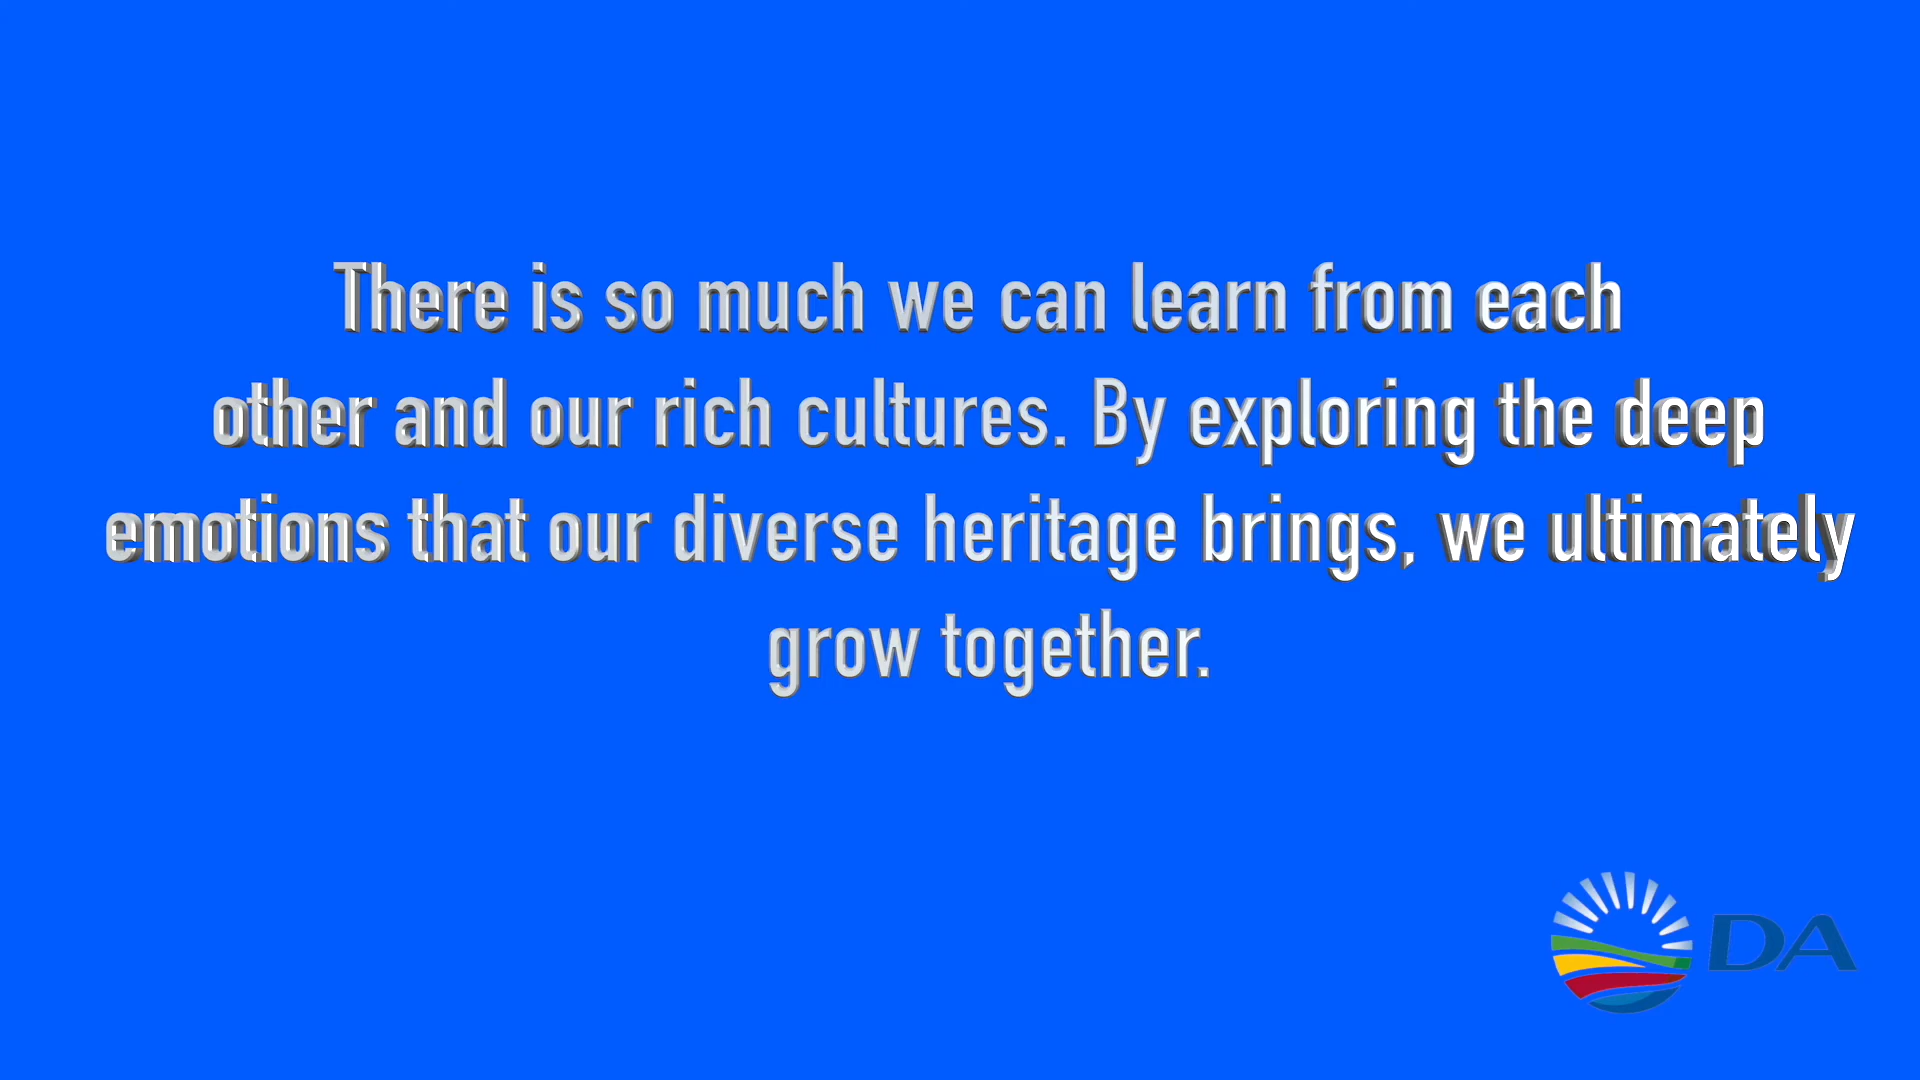 There is so much we can learn from each
other and our rich cultures. By exploring the deep
emotions that our diverse heritage brings, we ultimately
grow together.
DA